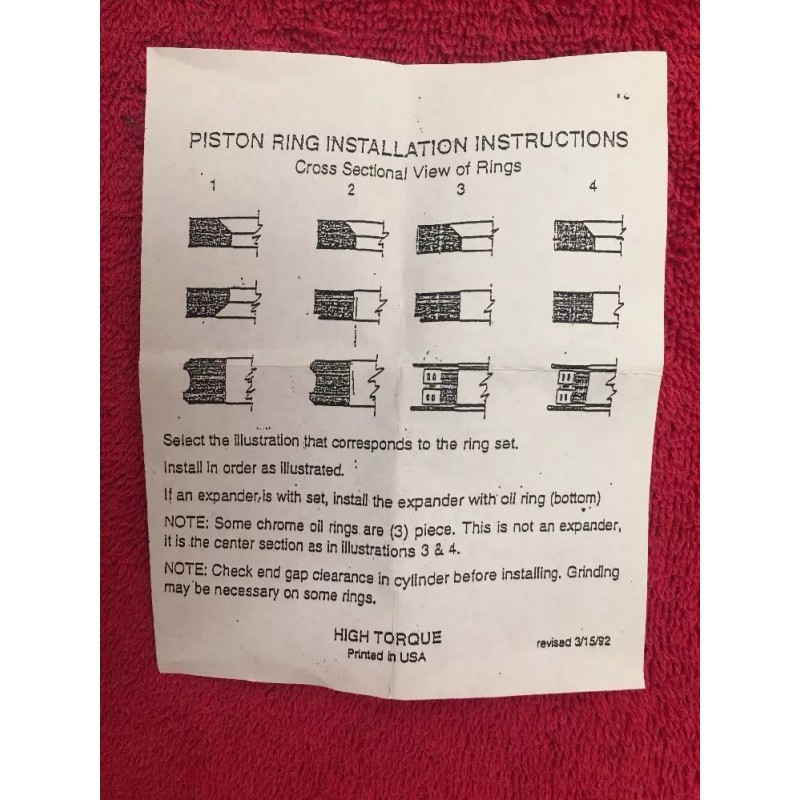 PISTON RING INSTALLATION INSTRUCTIONS
Cross Sectional View of Rings
1 2 3 4
Select the illustration that corresponds to the ring set.
Install in order as illustrated.
If an expander is with set, install the expander with oil ring (bottom)
NOTE: Some chrome oil rings are (3) piece. This is not an expander,
it is the center section as in illustrations 3 & 4.
NOTE: Check end gap clearance in cylinder before installing. Grinding
may be necessary on some rings.
HIGH TORQUE
Printed in USA
revised 3/15/92